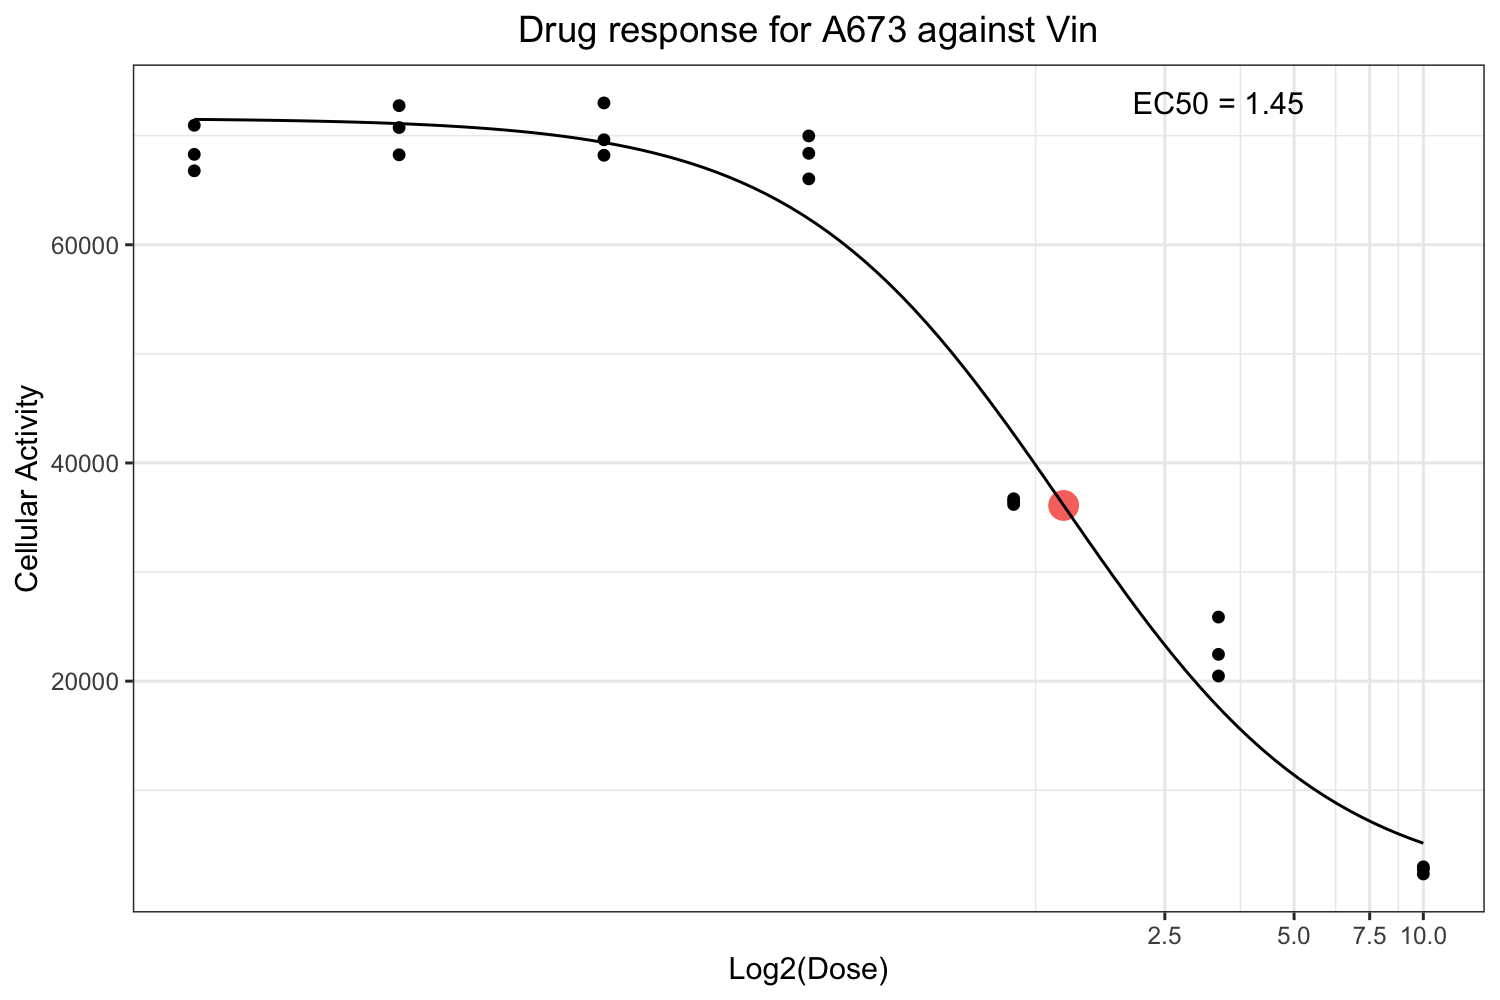 Drug response for A673 against Vin
EC50 = 1.45
Cellular Activity
60000
40000
20000
2.5 5.0 7.5 10.0
Log2(Dose)